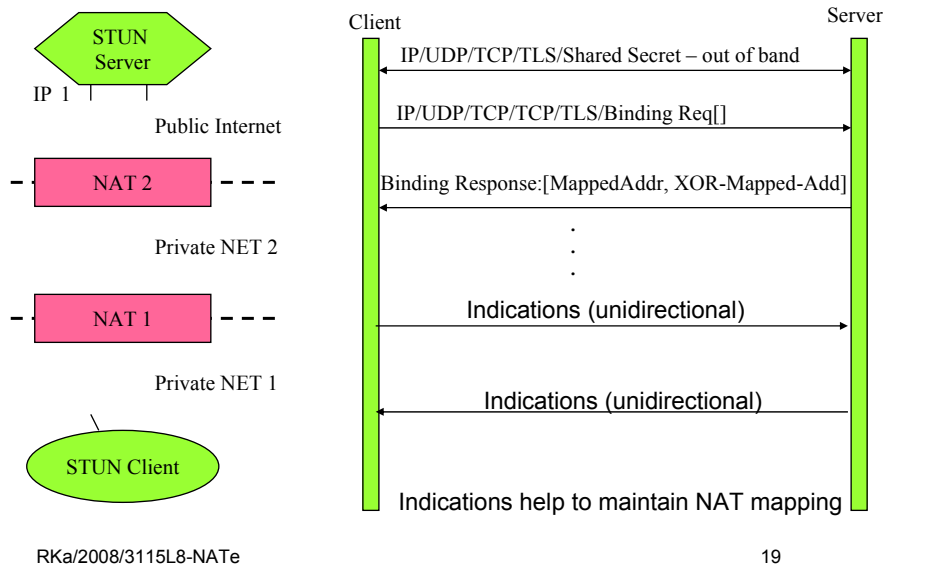 STUN
Server
IP 1
Public Internet
NAT 2
Private NET 2
NAT 1
Private NET 1
STUN Client
Client
Server
IP/UDP/TCP/TLS/Shared Secret – out of band
IP/UDP/TCP/TCP/TLS/Binding Req[]
Binding Response:[MappedAddr, XOR-Mapped-Add]
.
.
.
Indications (unidirectional)
Indications (unidirectional)
Indications help to maintain NAT mapping
RKa/2008/3115L8-NATe
19